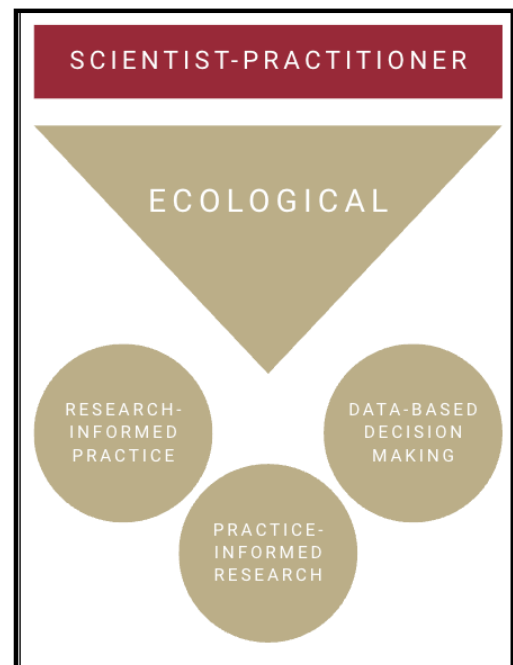 SCIENTIST-PRACTITIONER
ECOLOGICAL
RESEARCH-
INFORMED
PRACTICE
DATA-BASED
DECISION
MAKING
PRACTICE-
INFORMED
RESEARCH